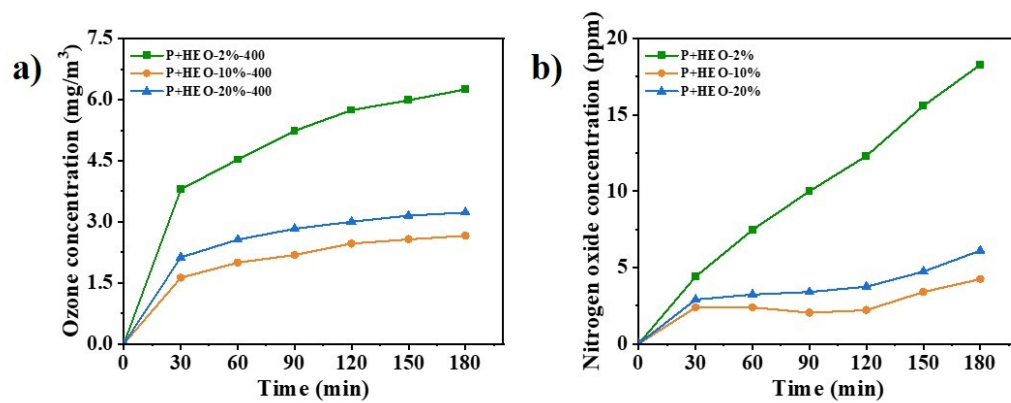 a)
Ozone concentration (mg/m³)
7.5
6.0
4.5
3.0
1.5
0.0
P+HEO-2%-400
P+HEO-10%-400
P+HEO-20%-400
0 30 60 90 120 150 180
Time (min)
b)
Nitrogen oxide concentration (ppm)
20
15
10
5
0
P+HEO-2%
P+HEO-10%
P+HEO-20%
0 30 60 90 120 150 180
Time (min)